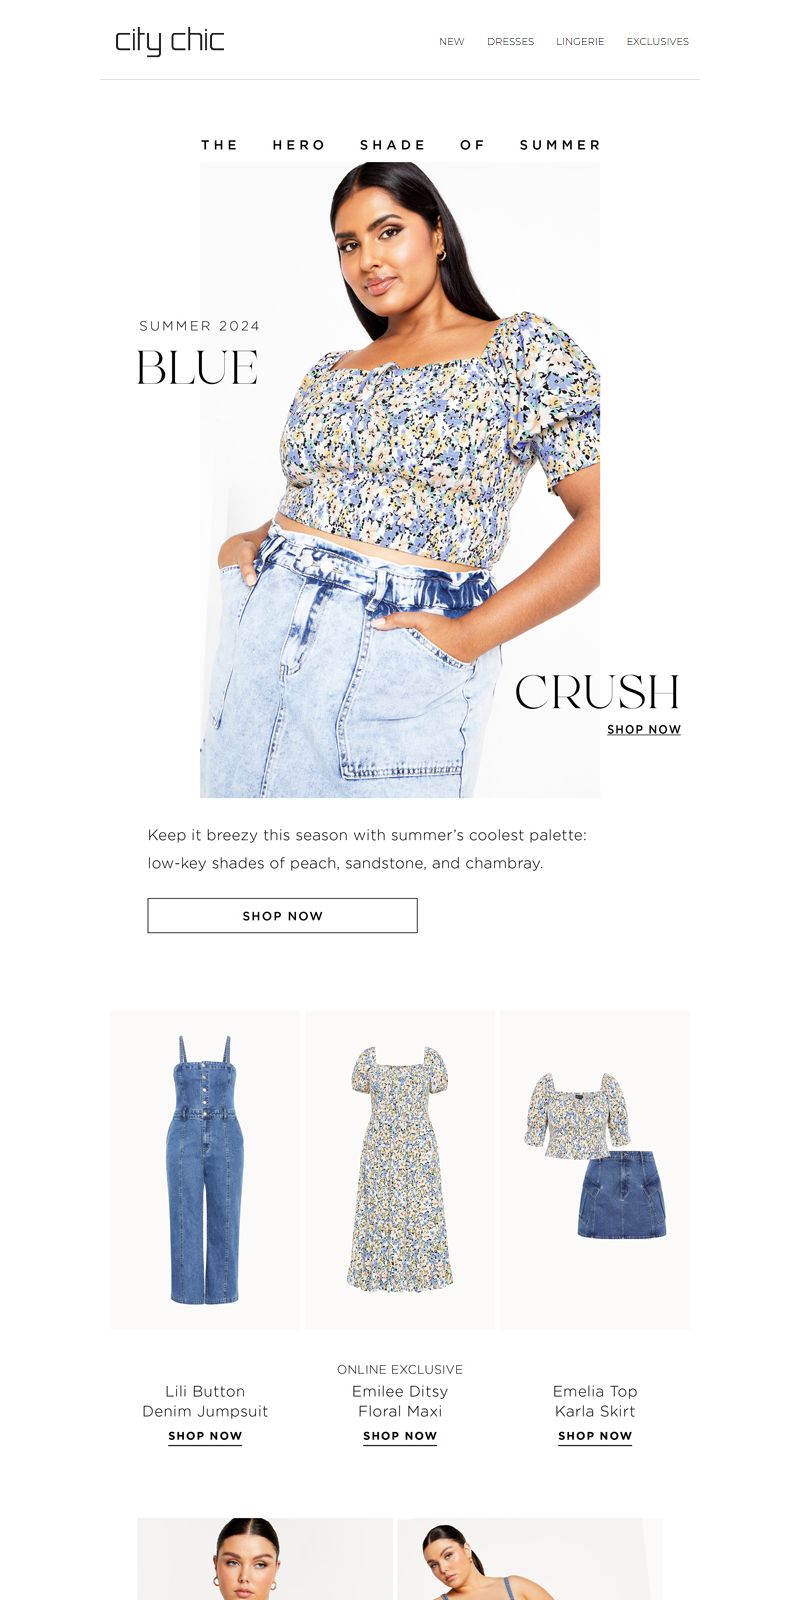 city chic
NEW DRESSES LINGERIE EXCLUSIVES
THE HERO SHADE OF SUMMER
SUMMER 2024
BLUE
CRUSH
SHOP NOW
Keep it breezy this season with summer's coolest palette:
low-key shades of peach, sandstone, and chambray.
SHOP NOW
Lili Button
Denim Jumpsuit
SHOP NOW
ONLINE EXCLUSIVE
Emilee Ditsy
Floral Maxi
SHOP NOW
Emelia Top
Karla Skirt
SHOP NOW